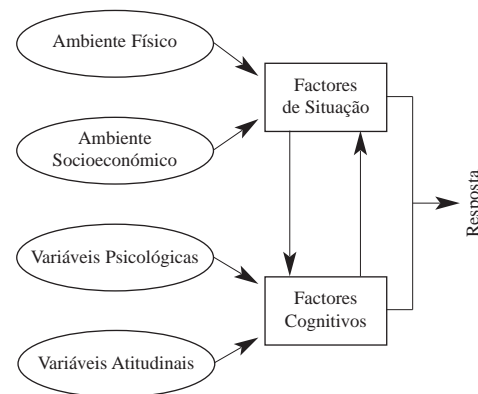 Ambiente Físico
Ambiente
Socioeconómico
Variáveis Psicológicas
Variáveis Atitudinais
Factores
de Situação
Factores
Cognitivos
Resposta